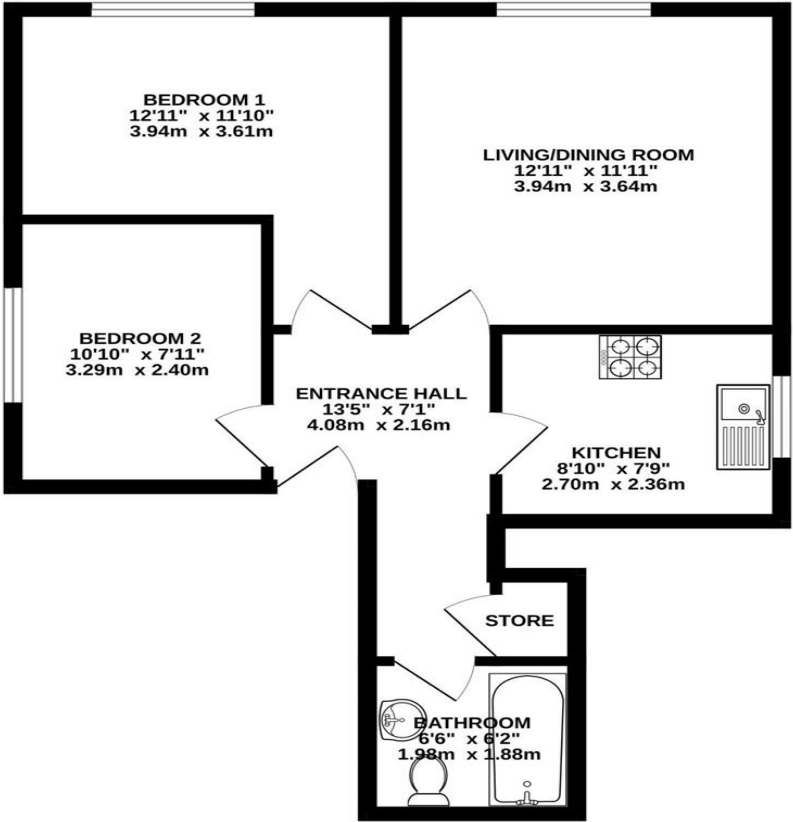 BEDROOM 1
12'11" x 11'10"
3.94m x 3.61m
LIVING/DINING ROOM
12'11" x 11'11"
3.94m x 3.64m
BEDROOM 2
10'10" x 7'11"
3.29m x 2.40m
ENTRANCE HALL
13'5" x 7'1"
4.08m x 2.16m
KITCHEN
8'10" x 7'9"
2.70m x 2.36m
STORE
BATHROOM
6'6" x 6'2"
1.98m x 1.88m